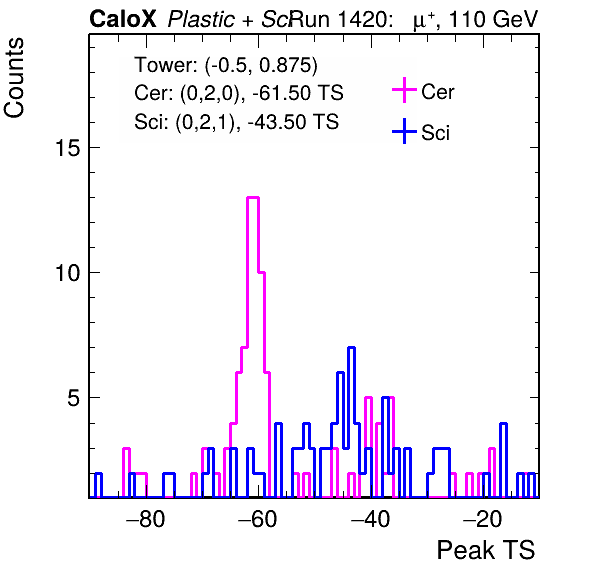 CaloX Plastic + Sci Run 1420: μ⁺, 110 GeV
Counts
Tower: (-0.5, 0.875)
Cer: (0,2,0), -61.50 TS
Sci: (0,2,1), -43.50 TS
Cer
Sci
15
10
5
−80 −60 −40 −20
Peak TS